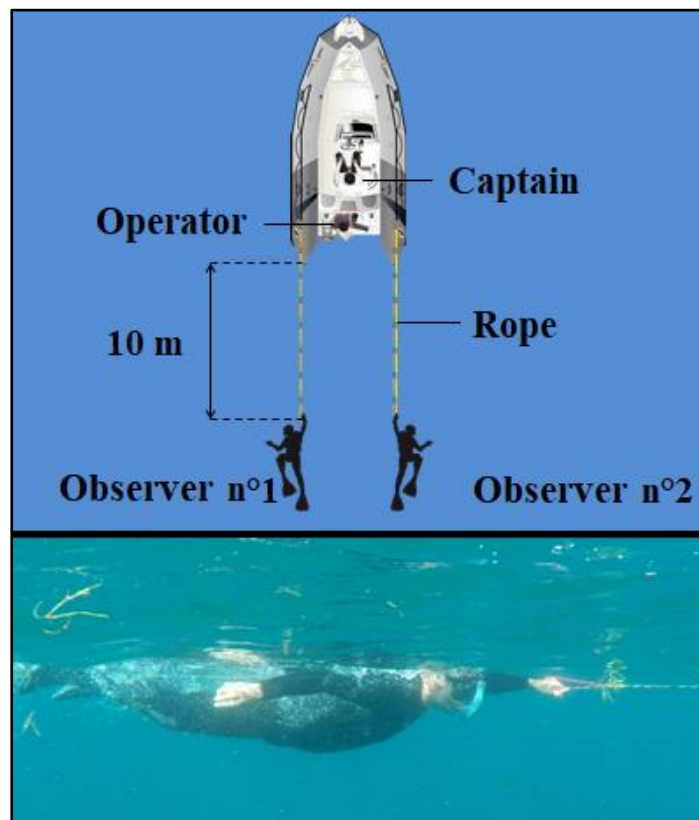 Captain
Operator
10 m
Rope
Observer n°1
Observer n°2